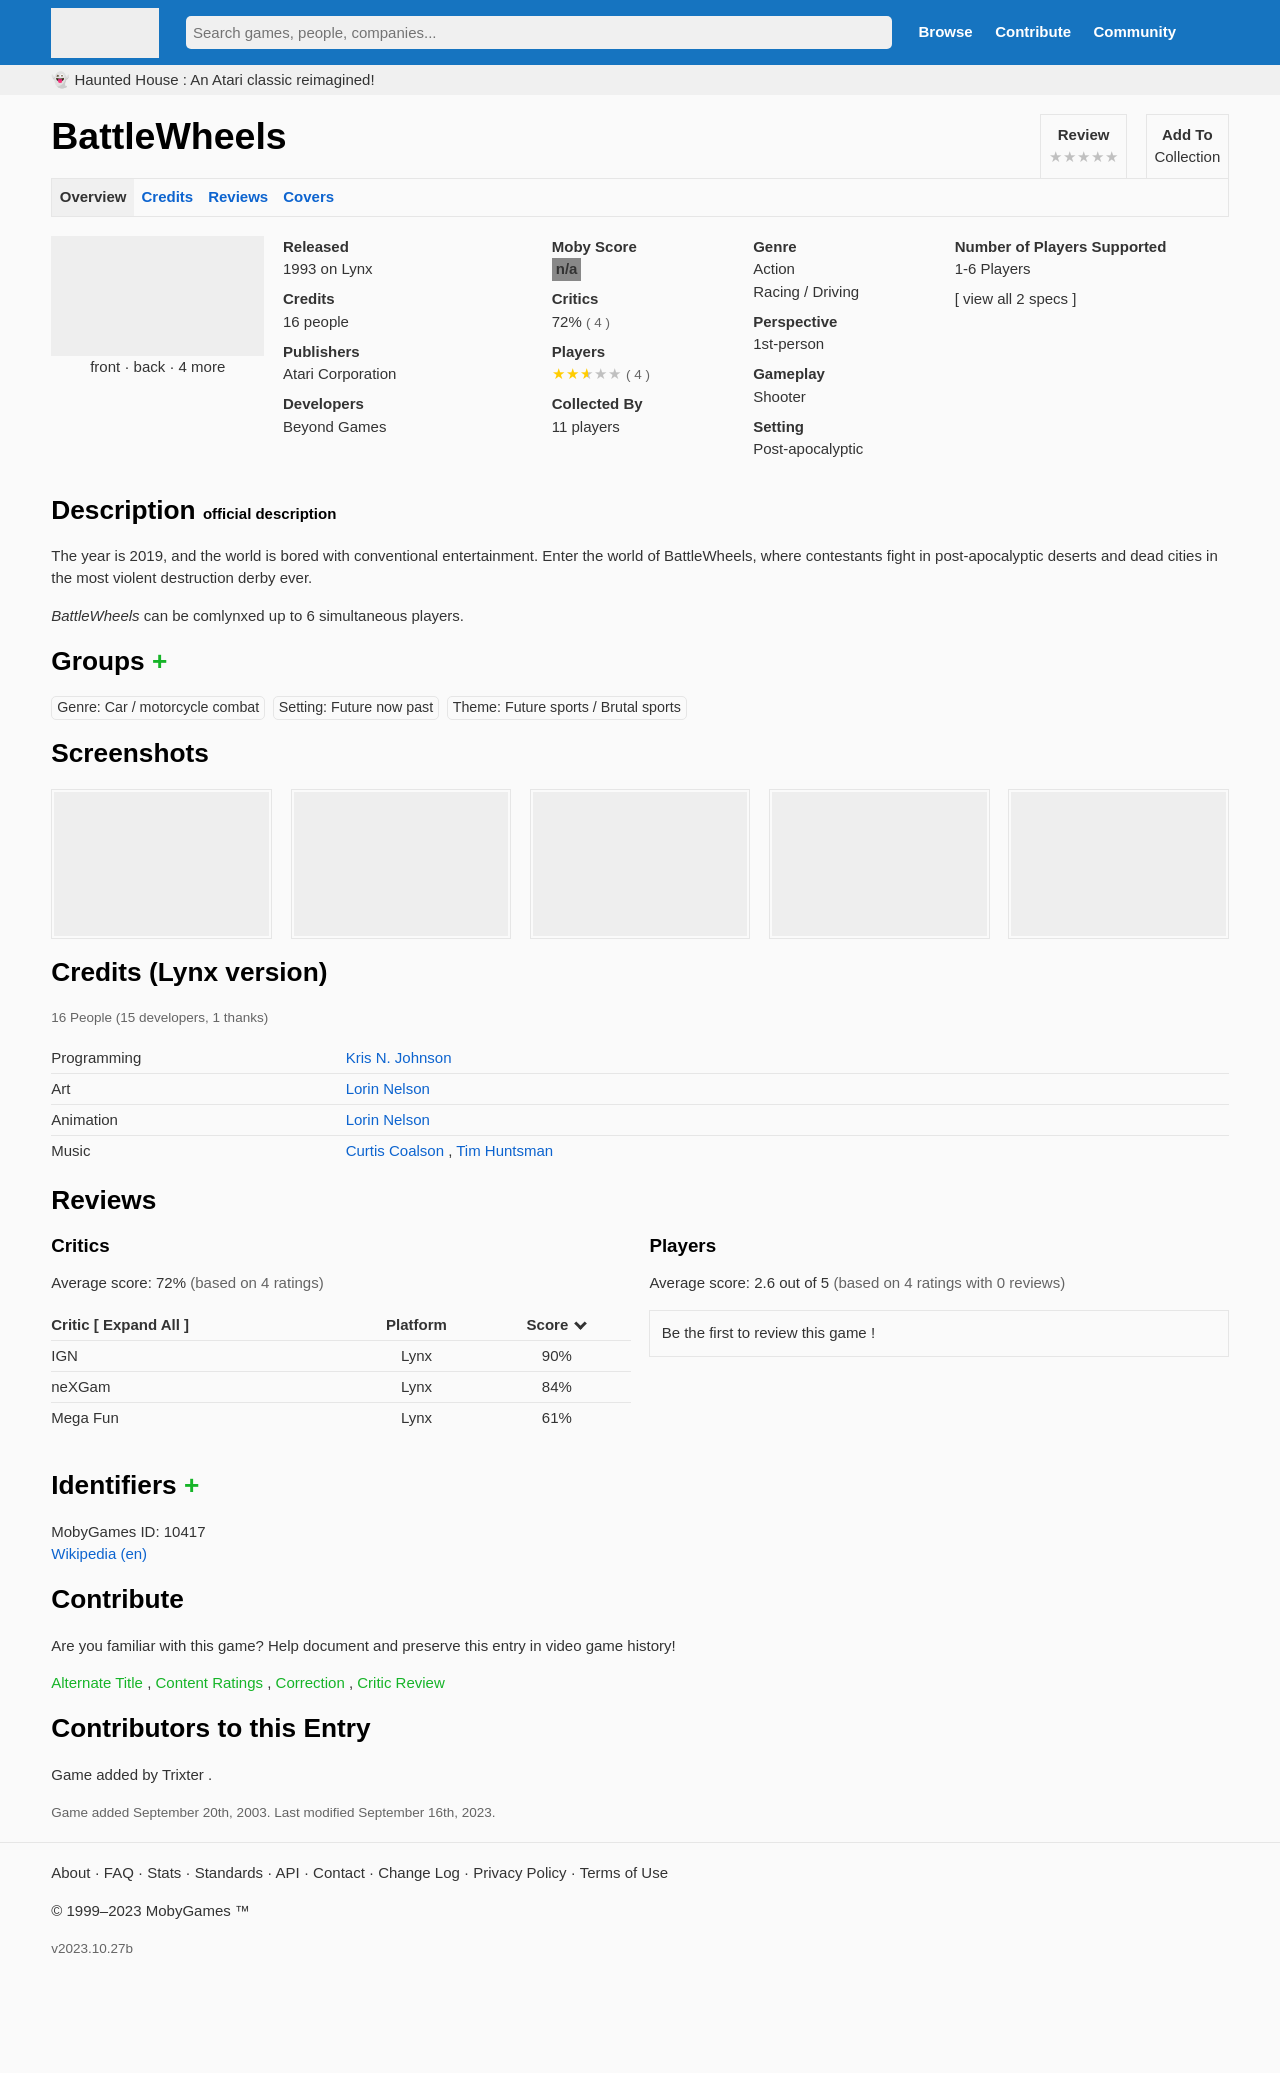 Search games, people, companies...
Browse Contribute Community
👻 Haunted House : An Atari classic reimagined!
BattleWheels
Review
★★★★★
Add To
Collection
Overview Credits Reviews Covers
front · back · 4 more
Released
1993 on Lynx
Credits
16 people
Publishers
Atari Corporation
Developers
Beyond Games
Moby Score
n/a
Critics
72% ( 4 )
Players
★★★★★ ( 4 )
Collected By
11 players
Genre
Action
Racing / Driving
Perspective
1st-person
Gameplay
Shooter
Setting
Post-apocalyptic
Number of Players Supported
1-6 Players
[ view all 2 specs ]
Description official description
The year is 2019, and the world is bored with conventional entertainment. Enter the world of BattleWheels, where contestants fight in post-apocalyptic deserts and dead cities in
the most violent destruction derby ever.
BattleWheels can be comlynxed up to 6 simultaneous players.
Groups +
Genre: Car / motorcycle combat Setting: Future now past Theme: Future sports / Brutal sports
Screenshots
Credits (Lynx version)
16 People (15 developers, 1 thanks)
Programming Kris N. Johnson
Art Lorin Nelson
Animation Lorin Nelson
Music Curtis Coalson , Tim Huntsman
Reviews
Critics
Average score: 72% (based on 4 ratings)
Critic [ Expand All ] Platform Score
IGN Lynx 90%
neXGam Lynx 84%
Mega Fun Lynx 61%
Players
Average score: 2.6 out of 5 (based on 4 ratings with 0 reviews)
Be the first to review this game !
Identifiers +
MobyGames ID: 10417
Wikipedia (en)
Contribute
Are you familiar with this game? Help document and preserve this entry in video game history!
Alternate Title , Content Ratings , Correction , Critic Review
Contributors to this Entry
Game added by Trixter .
Game added September 20th, 2003. Last modified September 16th, 2023.
About · FAQ · Stats · Standards · API · Contact · Change Log · Privacy Policy · Terms of Use
© 1999–2023 MobyGames ™
v2023.10.27b